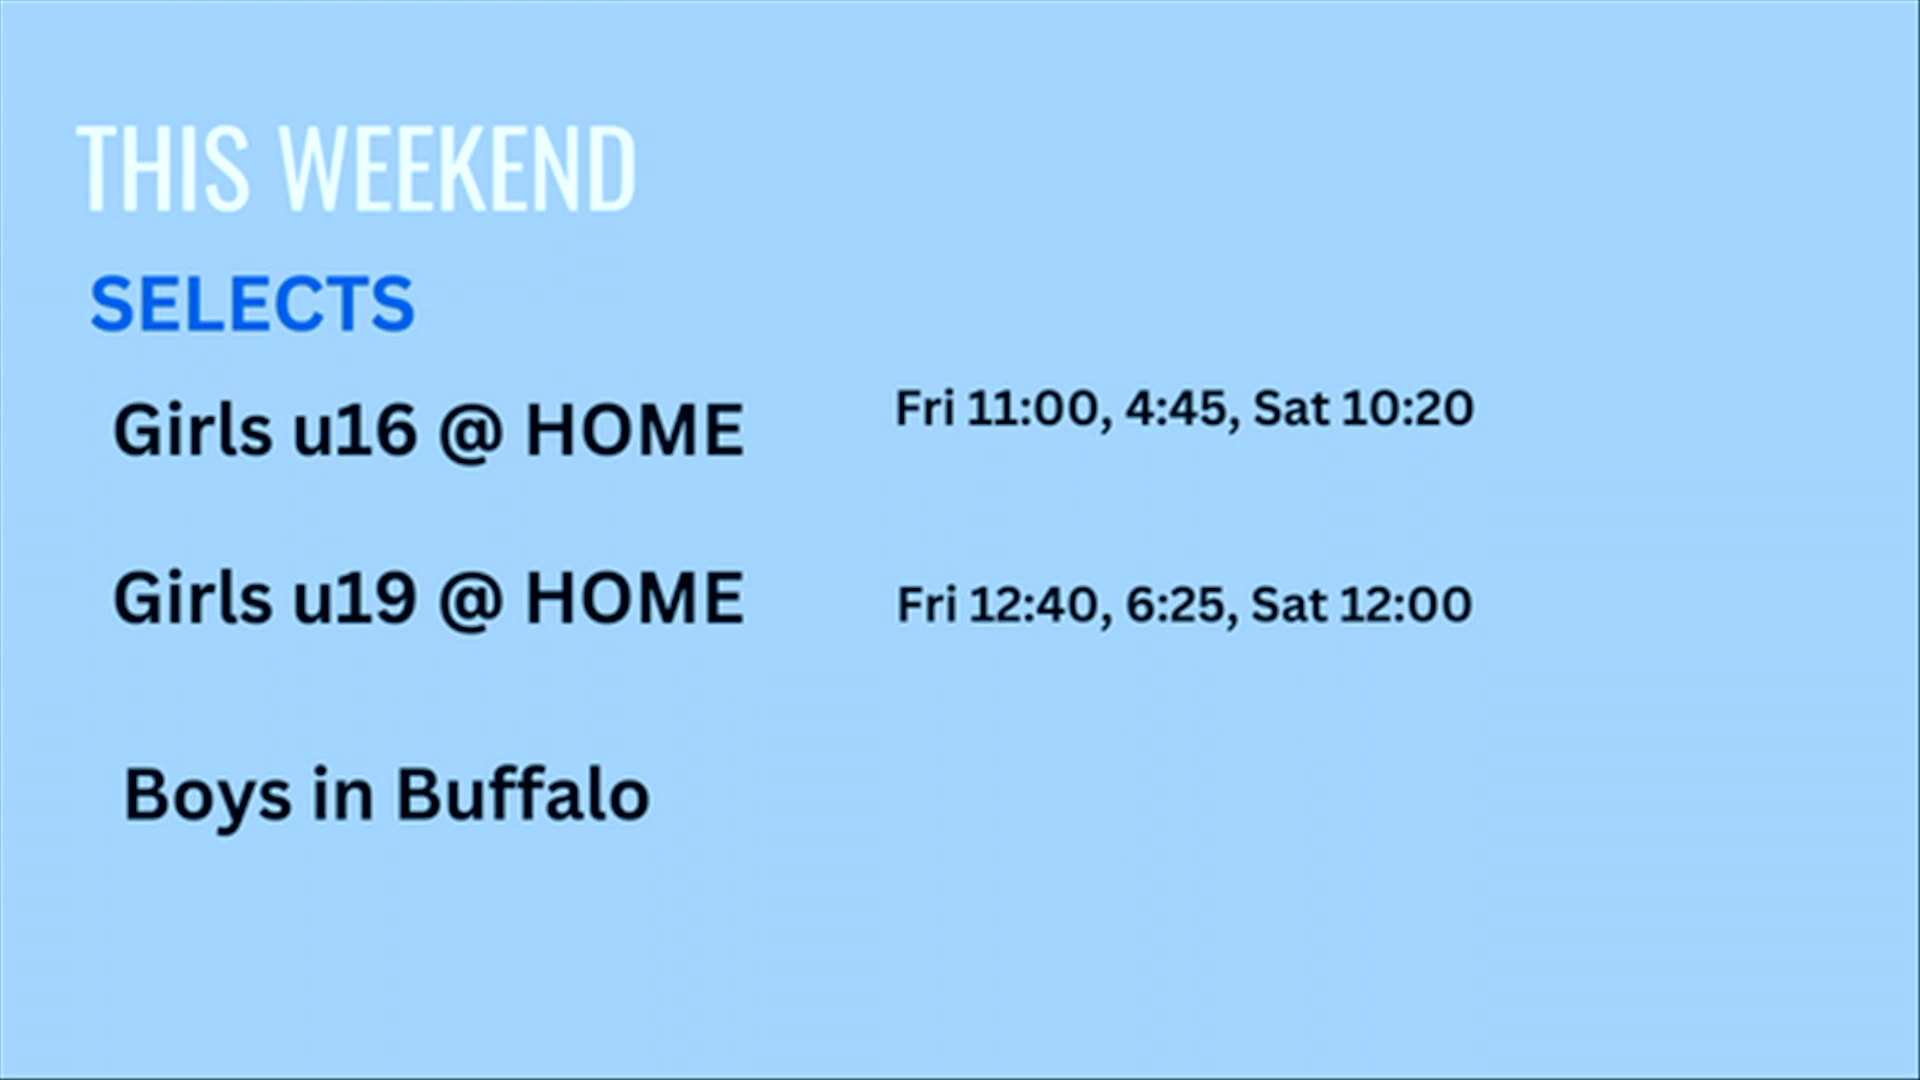 THIS WEEKEND
SELECTS
Girls u16 @ HOME
Fri 11:00, 4:45, Sat 10:20
Girls u19 @ HOME
Fri 12:40, 6:25, Sat 12:00
Boys in Buffalo